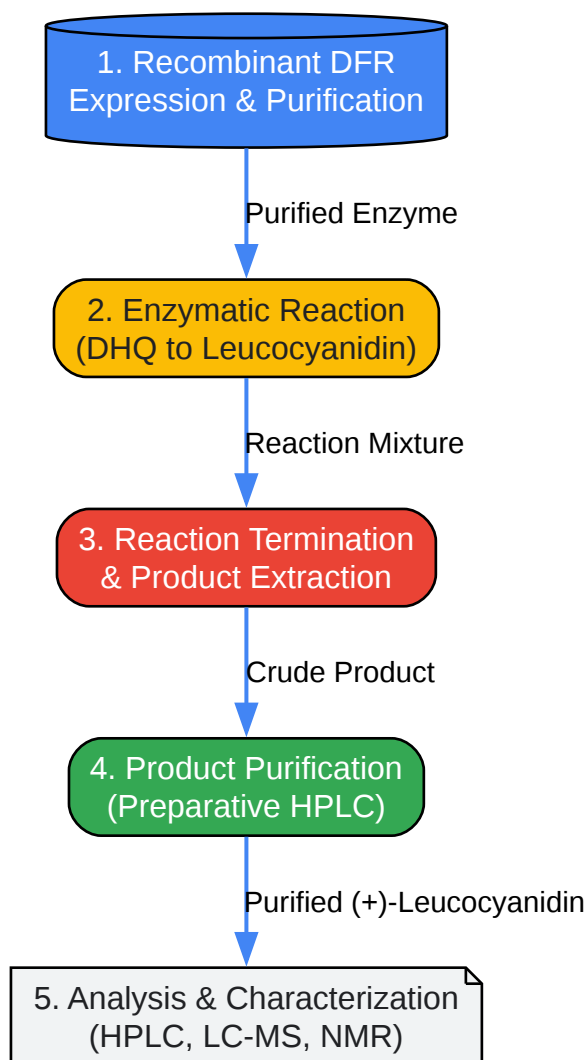 1. Recombinant DFR
Expression & Purification
Purified Enzyme
2. Enzymatic Reaction
(DHQ to Leucocyanidin)
Reaction Mixture
3. Reaction Termination
& Product Extraction
Crude Product
4. Product Purification
(Preparative HPLC)
Purified (+)-Leucocyanidin
5. Analysis & Characterization
(HPLC, LC-MS, NMR)